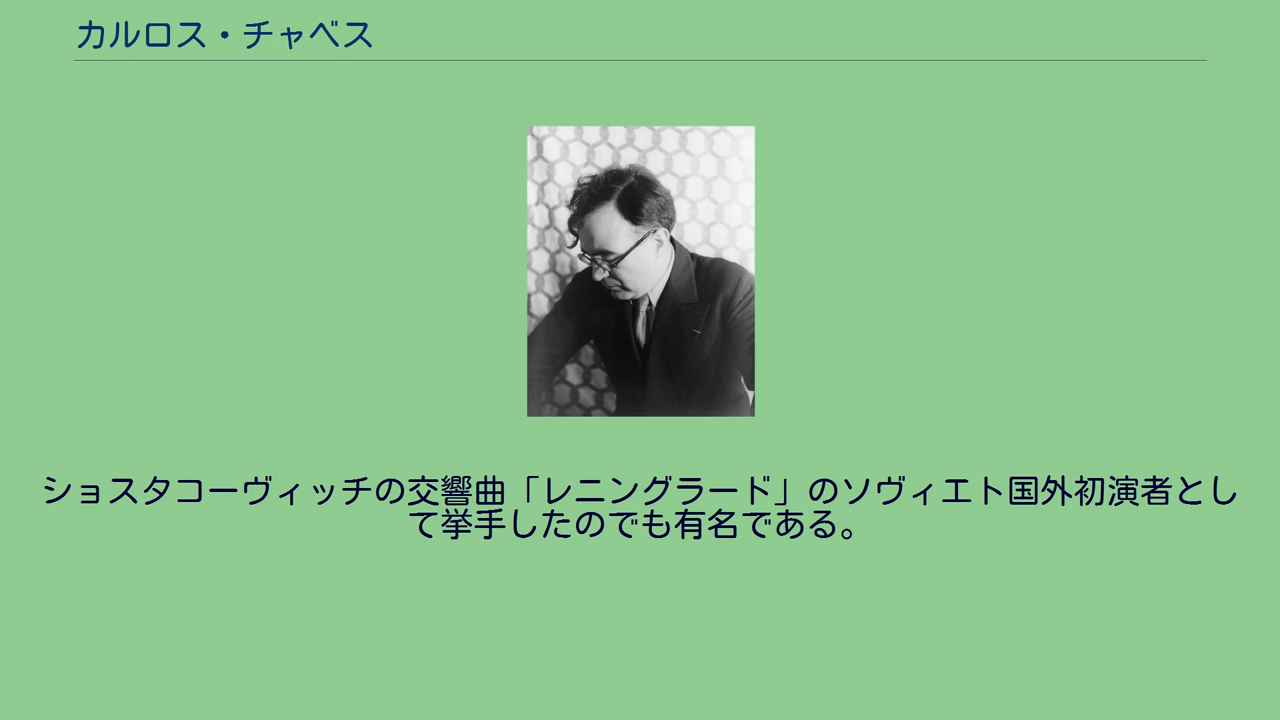 カルロス・チャベス
ショスタコーヴィッチの交響曲「レニングラード」のソヴィエト国外初演者とし
て挙手したのでも有名である。